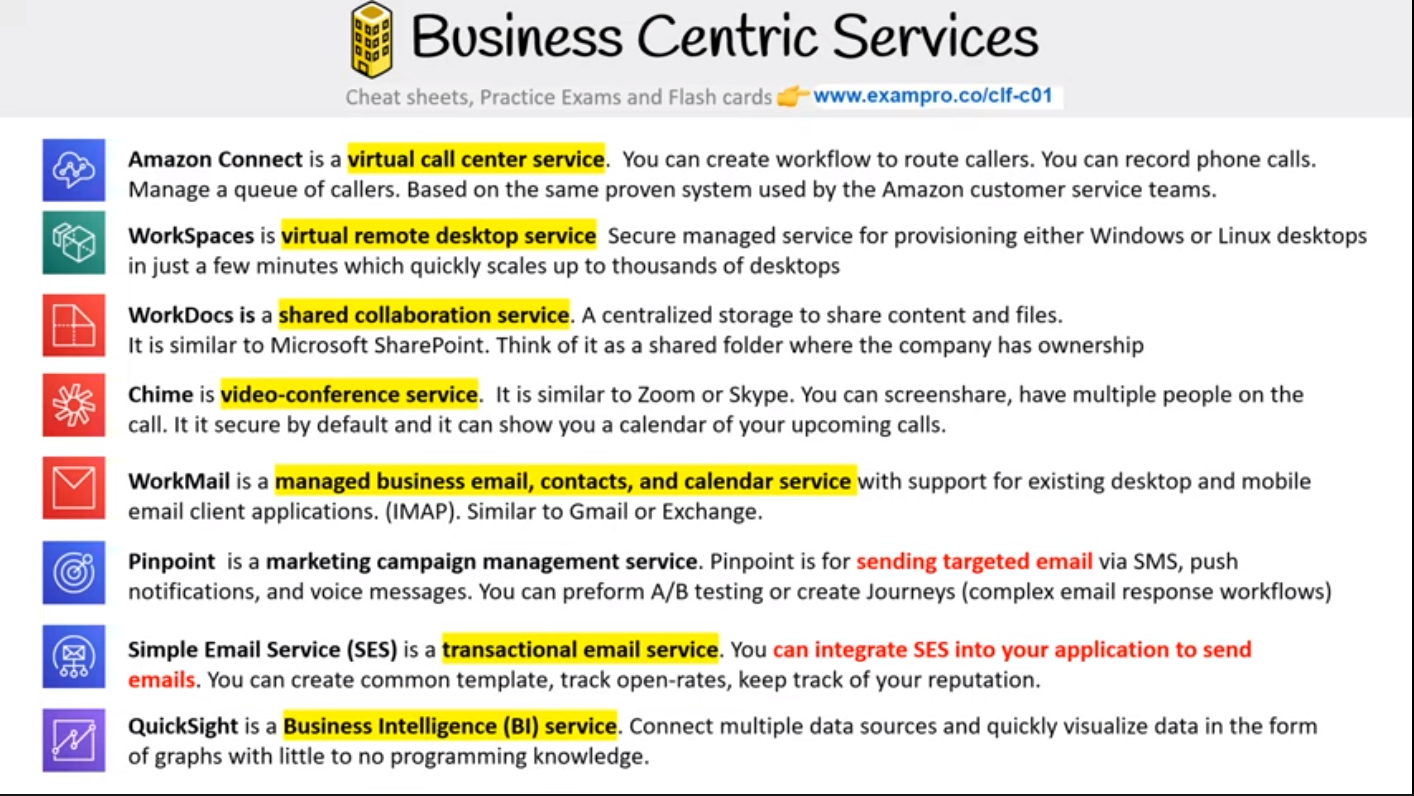 Business Centric Services
Cheat sheets, Practice Exams and Flash cards 👉 www.exampro.co/clf-c01
Amazon Connect is a virtual call center service. You can create workflow to route callers. You can record phone calls.
Manage a queue of callers. Based on the same proven system used by the Amazon customer service teams.
WorkSpaces is virtual remote desktop service Secure managed service for provisioning either Windows or Linux desktops
in just a few minutes which quickly scales up to thousands of desktops
WorkDocs is a shared collaboration service. A centralized storage to share content and files.
It is similar to Microsoft SharePoint. Think of it as a shared folder where the company has ownership
Chime is video-conference service. It is similar to Zoom or Skype. You can screenshare, have multiple people on the
call. It it secure by default and it can show you a calendar of your upcoming calls.
WorkMail is a managed business email, contacts, and calendar service with support for existing desktop and mobile
email client applications. (IMAP). Similar to Gmail or Exchange.
Pinpoint is a marketing campaign management service. Pinpoint is for sending targeted email via SMS, push
notifications, and voice messages. You can preform A/B testing or create Journeys (complex email response workflows)
Simple Email Service (SES) is a transactional email service. You can integrate SES into your application to send
emails. You can create common template, track open-rates, keep track of your reputation.
QuickSight is a Business Intelligence (BI) service. Connect multiple data sources and quickly visualize data in the form
of graphs with little to no programming knowledge.